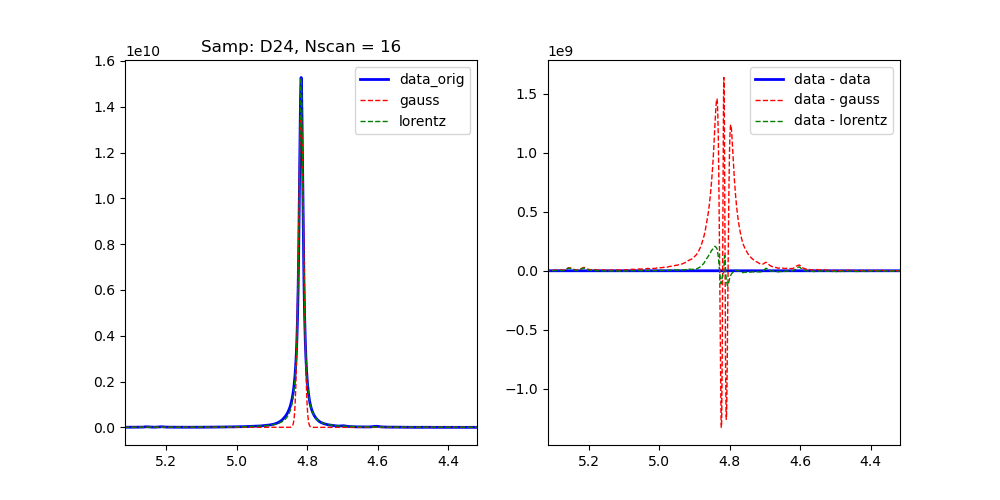 Samp: D24, Nscan = 16
1e10
1.6
1.4
1.2
1.0
0.8
0.6
0.4
0.2
0.0
5.2 5.0 4.8 4.6 4.4
data_orig
gauss
lorentz
1e9
1.5
1.0
0.5
0.0
−0.5
−1.0
5.2 5.0 4.8 4.6 4.4
data - data
data - gauss
data - lorentz